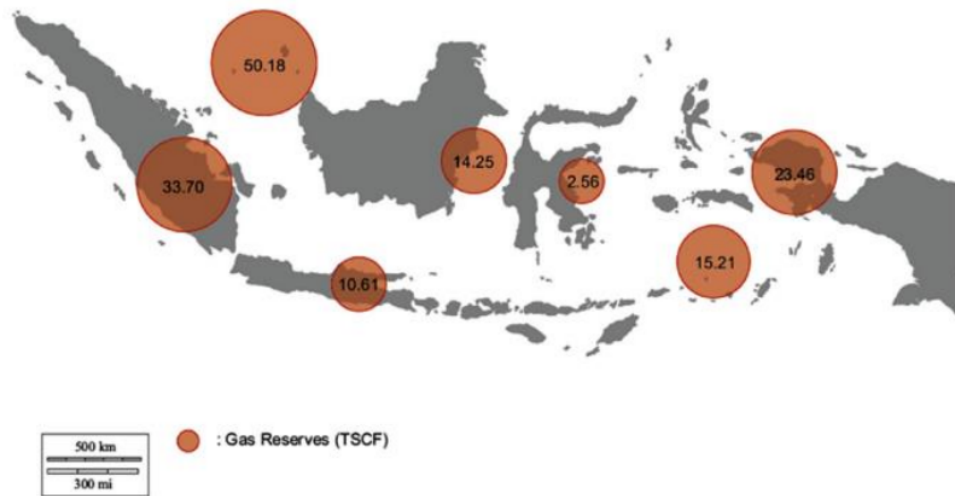 50.18
14.25
23.46
33.70
2.56
15.21
10.61
500 km
300 mi
: Gas Reserves (TSCF)